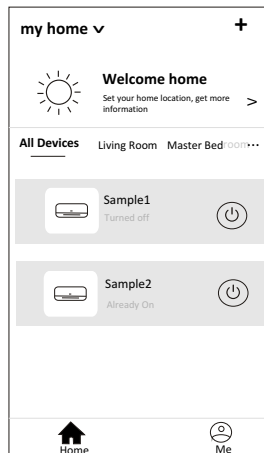 my home
+
Welcome home
Set your home location, get more
information
>
All Devices Living Room Master Bedroom ...
Sample1
Turned off
Sample2
Already On
Home
Me